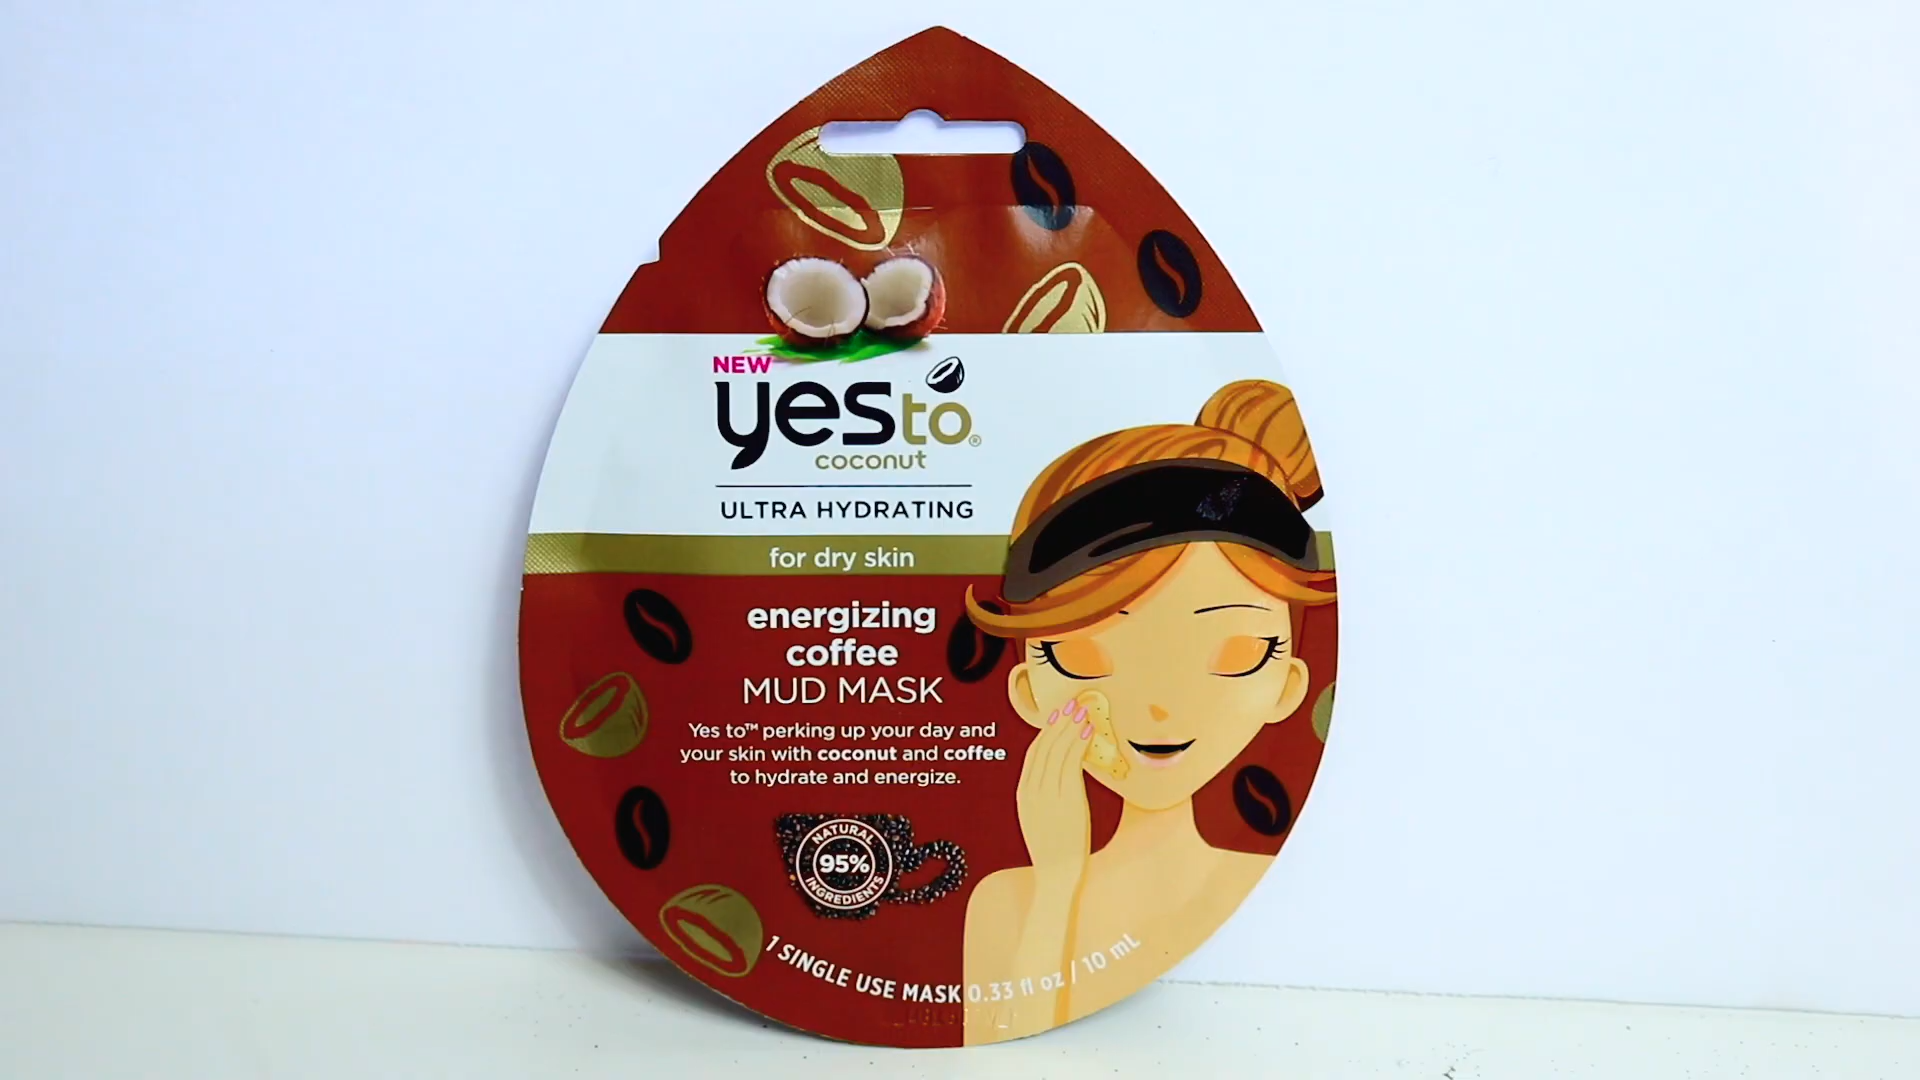 NEW
yes to®
coconut
ULTRA HYDRATING
for dry skin
energizing
coffee
MUD MASK
Yes to™ perking up your day and
your skin with coconut and coffee
to hydrate and energize.
NATURAL
95%
INGREDIENTS
1 SINGLE USE MASK 0.33 fl oz / 10 mL